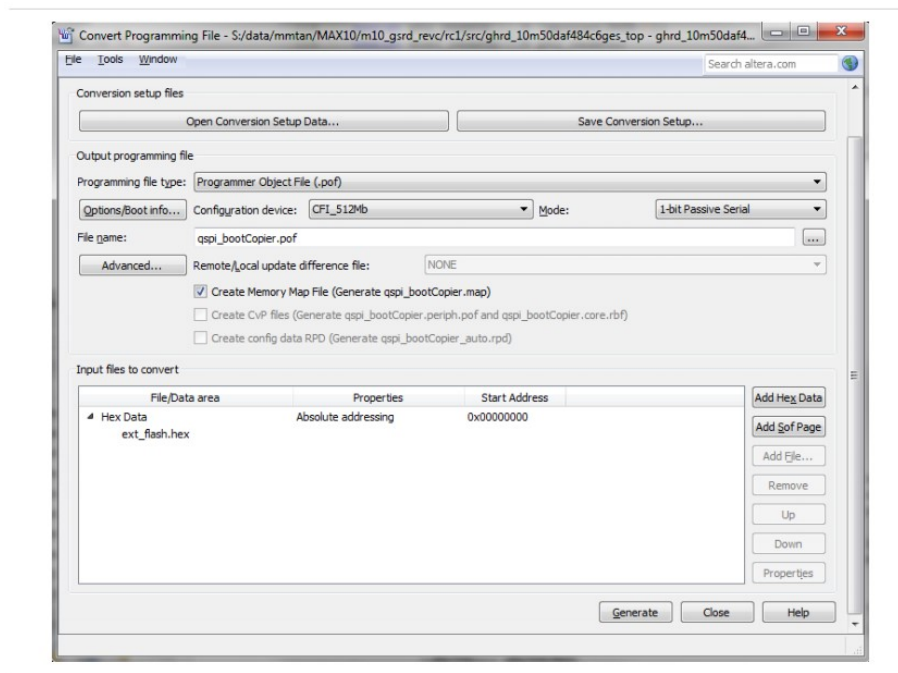 Convert Programming File - S:/data/mmtan/MAX10/m10_gsrd_revc/rc1/src/ghrd_10m50daf484c6ges_top - ghrd_10m50daf4...
File Tools Window
Search altera.com
Conversion setup files
Open Conversion Setup Data... Save Conversion Setup...
Output programming file
Programming file type: Programmer Object File (.pof)
Options/Boot info... Configuration device: CFI_512Mb Mode: 1-bit Passive Serial
File name: qspi_bootCopier.pof ...
Advanced... Remote/Local update difference file: NONE
Create Memory Map File (Generate qspi_bootCopier.map)
Create CvP files (Generate qspi_bootCopier.periph.pof and qspi_bootCopier.core.rbf)
Create config data RPD (Generate qspi_bootCopier_auto.rpd)
Input files to convert
File/Data area Properties Start Address
Add Hex Data
Hex Data Absolute addressing 0x00000000
ext_flash.hex
Add Sof Page
Add File...
Remove
Up
Down
Properties
Generate Close Help